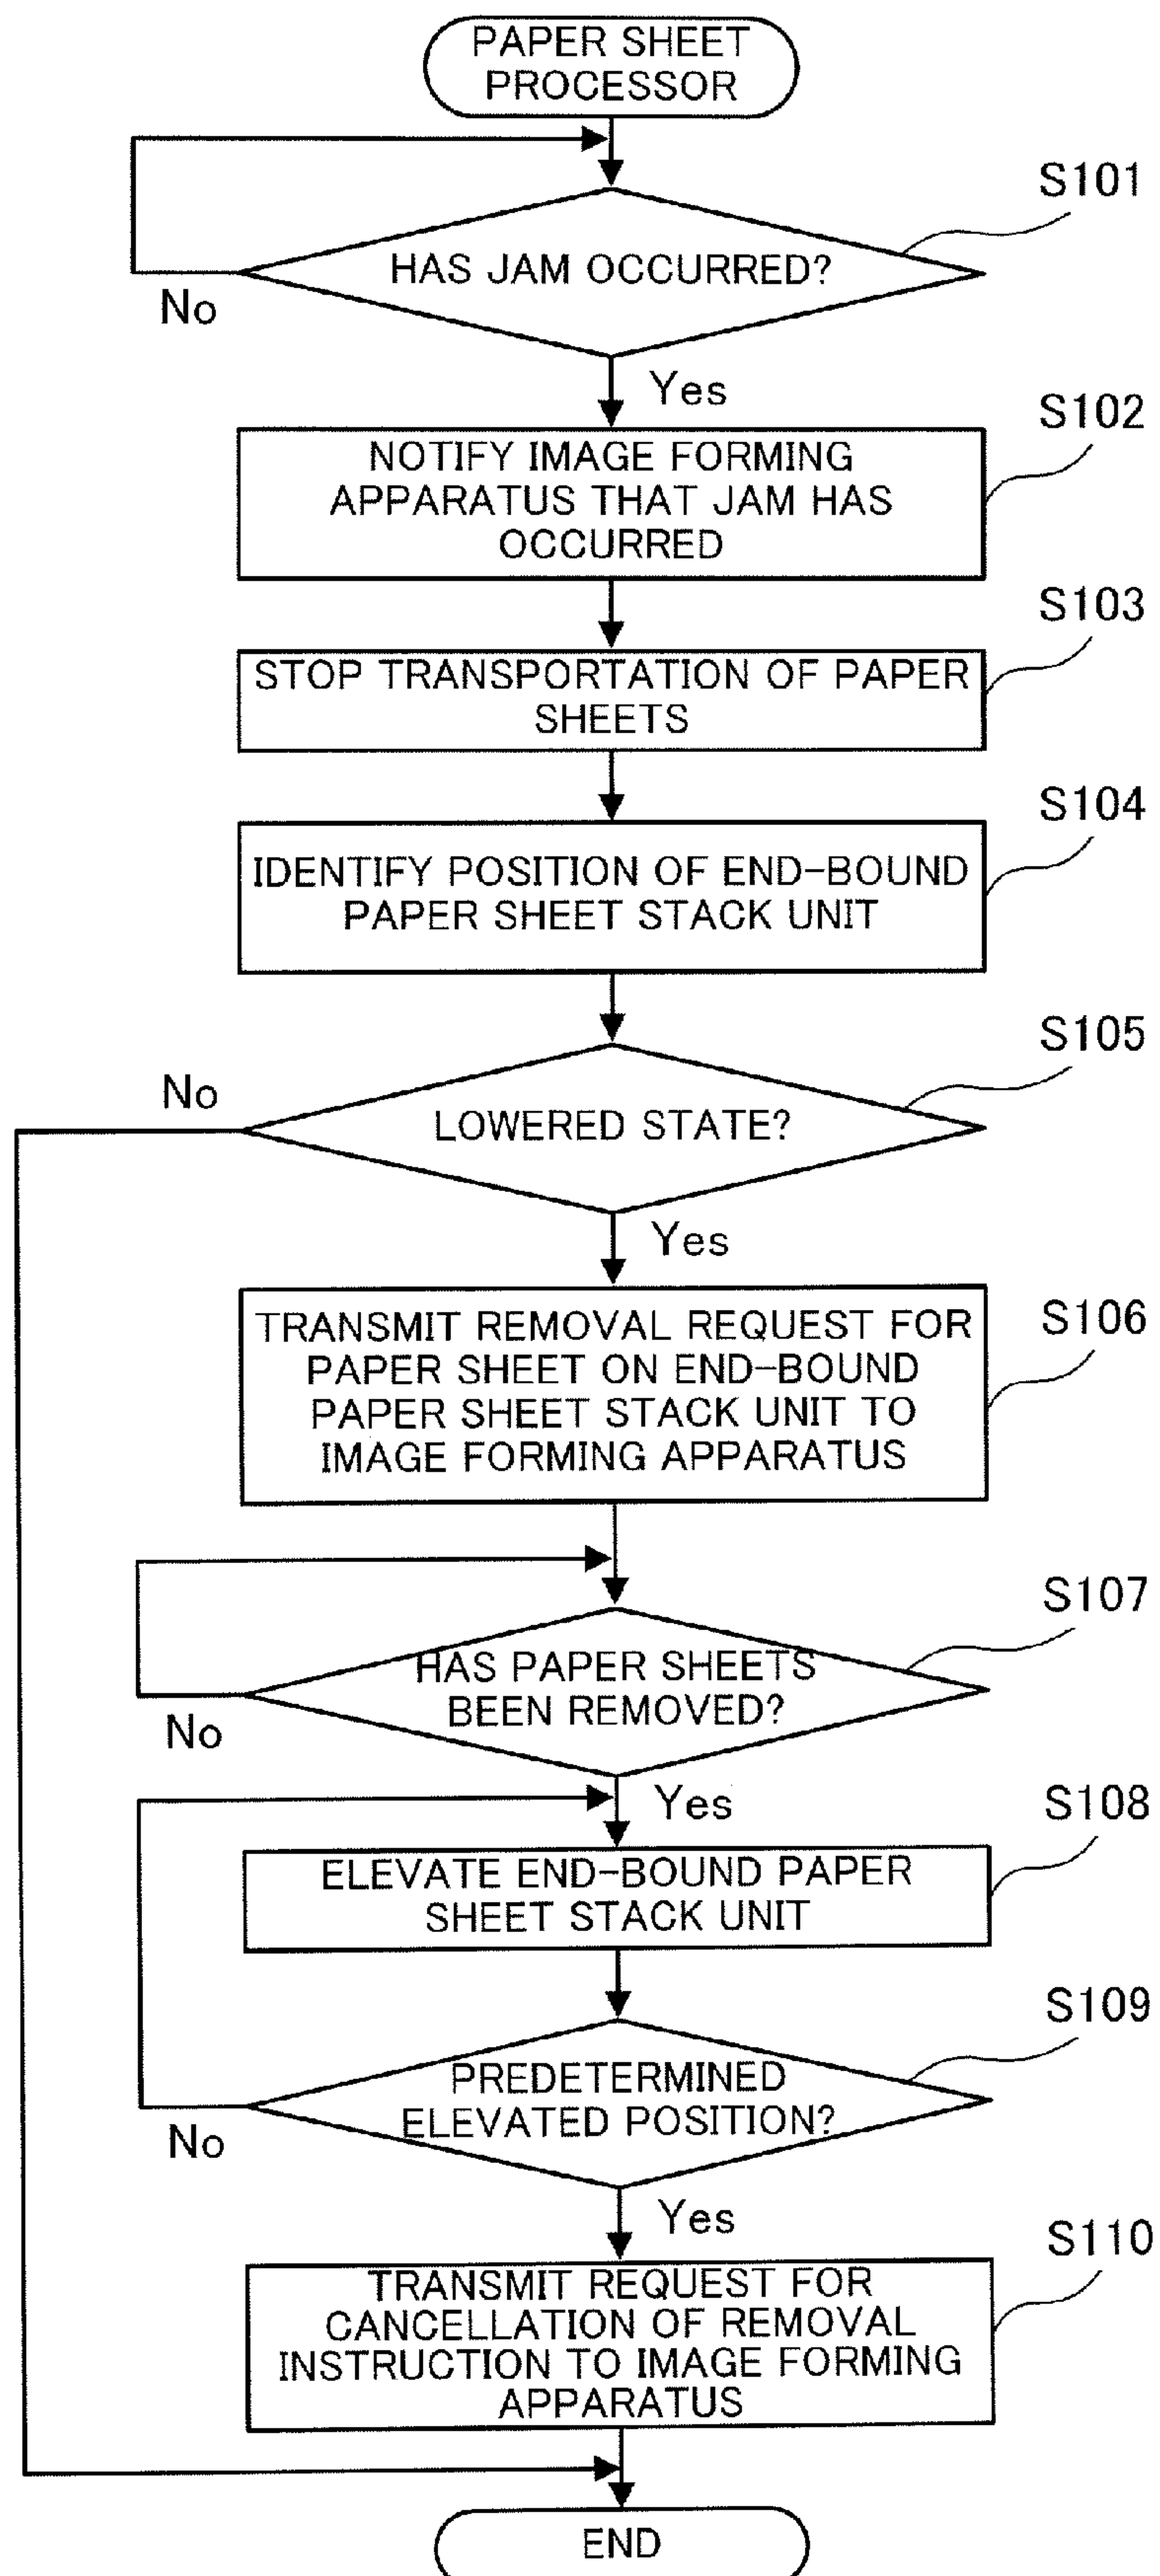 PAPER SHEET
PROCESSOR
S101
HAS JAM OCCURRED?
No
Yes
S102
NOTIFY IMAGE FORMING
APPARATUS THAT JAM HAS
OCCURRED
S103
STOP TRANSPORTATION OF PAPER
SHEETS
S104
IDENTIFY POSITION OF END-BOUND
PAPER SHEET STACK UNIT
S105
No
LOWERED STATE?
Yes
S106
TRANSMIT REMOVAL REQUEST FOR
PAPER SHEET ON END-BOUND
PAPER SHEET STACK UNIT TO
IMAGE FORMING APPARATUS
S107
HAS PAPER SHEETS
BEEN REMOVED?
No
Yes
S108
ELEVATE END-BOUND PAPER
SHEET STACK UNIT
S109
PREDETERMINED
ELEVATED POSITION?
No
Yes
S110
TRANSMIT REQUEST FOR
CANCELLATION OF REMOVAL
INSTRUCTION TO IMAGE FORMING
APPARATUS
END